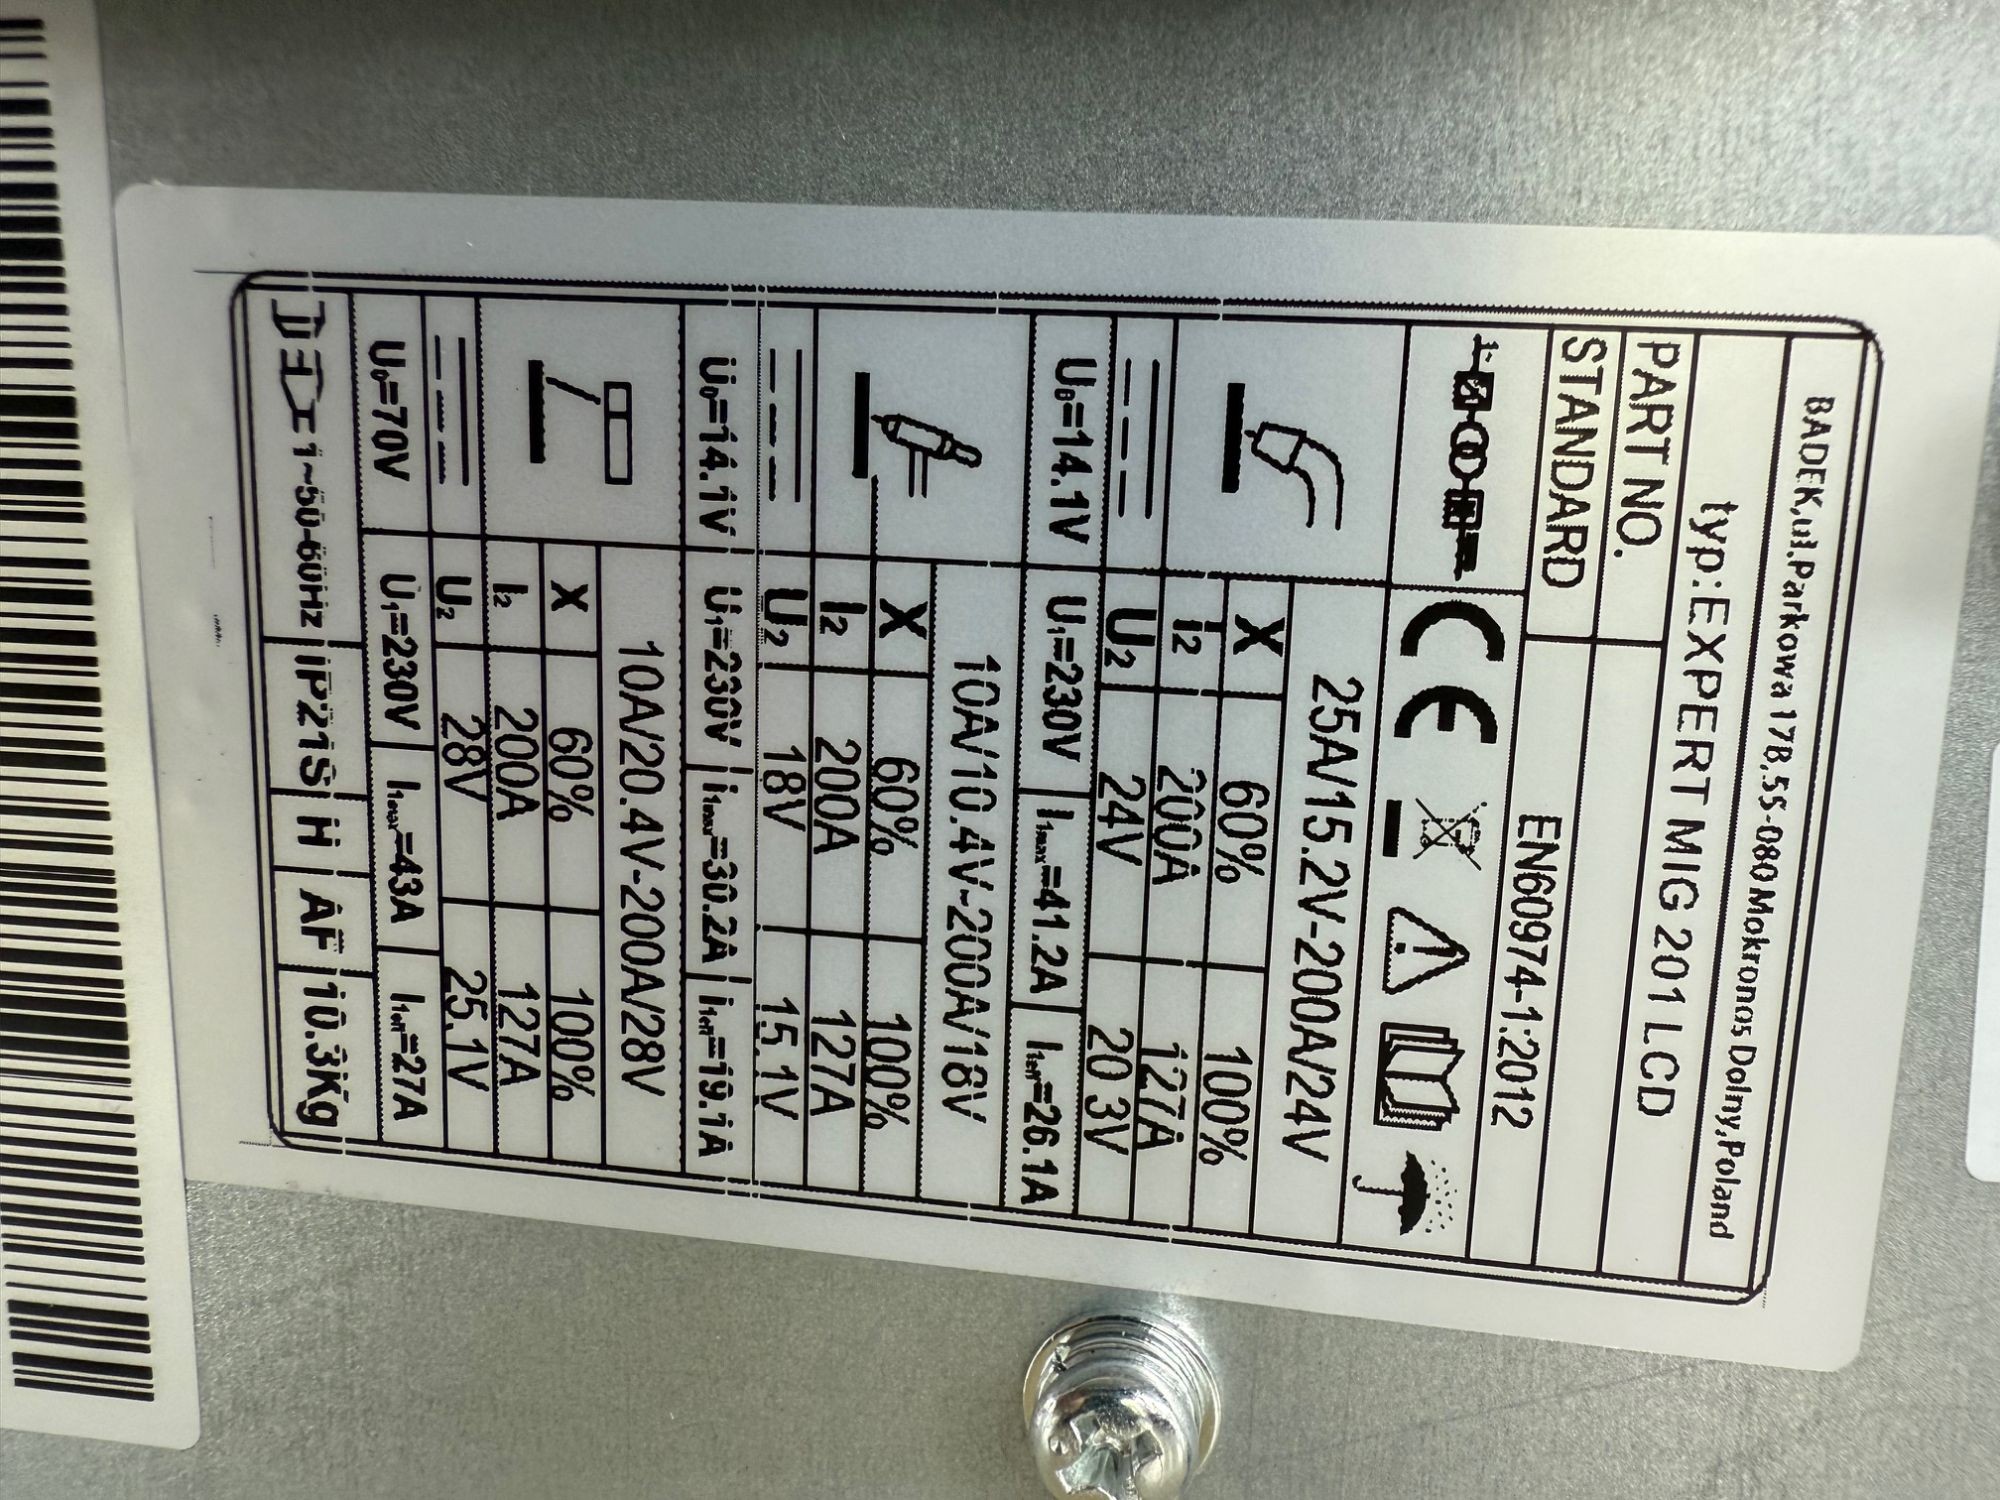 BADEK,ul.Parkowa 17B,55-080 Mokronos Dolny,Poland
typ: EXPERT MIG 201 LCD
PART NO.
STANDARD EN60974-1:2012
CE
25A/15.2V-200A/24V
X 60% 100%
I2 200A 127A
U2 24V 20 3V
U0=14.1V U1=230V I1max=41.2A I1eff=26.1A
10A/10.4V-200A/18V
X 60% 100%
I2 200A 127A
U2 18V 15.1V
U0=14.1V U1=230V I1max=30.2A I1eff=19.1A
10A/20.4V-200A/28V
X 60% 100%
I2 200A 127A
U2 28V 25.1V
U0=70V U1=230V I1max=43A I1eff=27A
1~50-60Hz IP21S H AF 10.3Kg